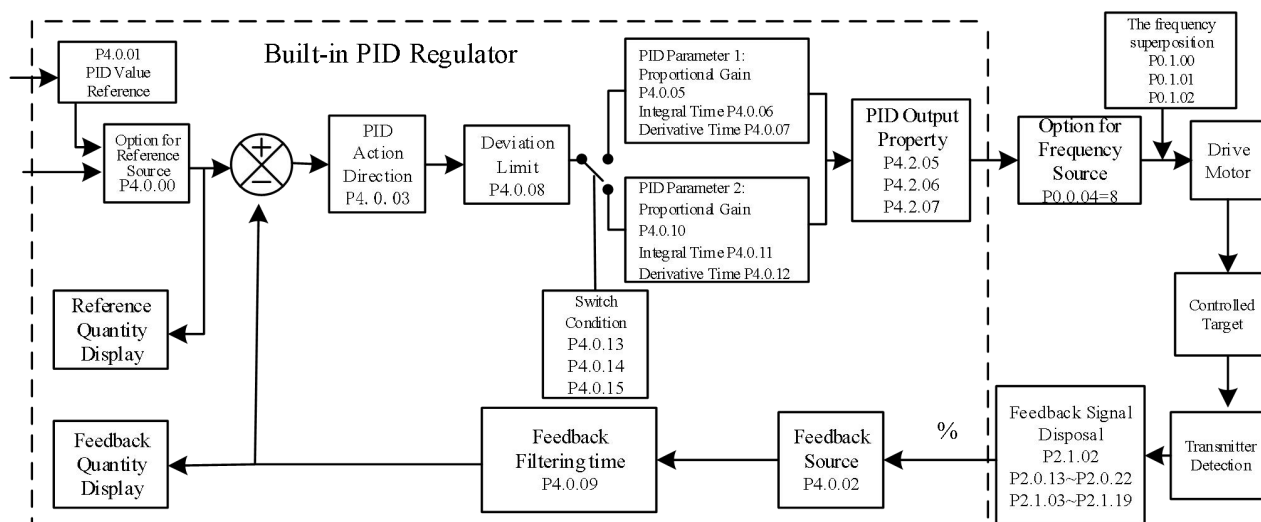 Built-in PID Regulator
P4.0.01
PID Value
Reference
Option for
Reference
Source
P4.0.00
+
−
PID
Action
Direction
P4. 0. 03
Deviation
Limit
P4.0.08
PID Parameter 1:
Proportional Gain
P4.0.05
Integral Time P4.0.06
Derivative Time P4.0.07
PID Parameter 2:
Proportional Gain
P4.0.10
Integral Time P4.0.11
Derivative Time P4.0.12
PID Output
Property
P4.2.05
P4.2.06
P4.2.07
Option for
Frequency
Source
P0.0.04=8
The frequency
superposition
P0.1.00
P0.1.01
P0.1.02
Drive
Motor
Controlled
Target
Transmitter
Detection
Feedback Signal
Disposal
P2.1.02
P2.0.13~P2.0.22
P2.1.03~P2.1.19
%
Feedback
Source
P4.0.02
Feedback
Filtering time
P4.0.09
Switch
Condition
P4.0.13
P4.0.14
P4.0.15
Reference
Quantity
Display
Feedback
Quantity
Display